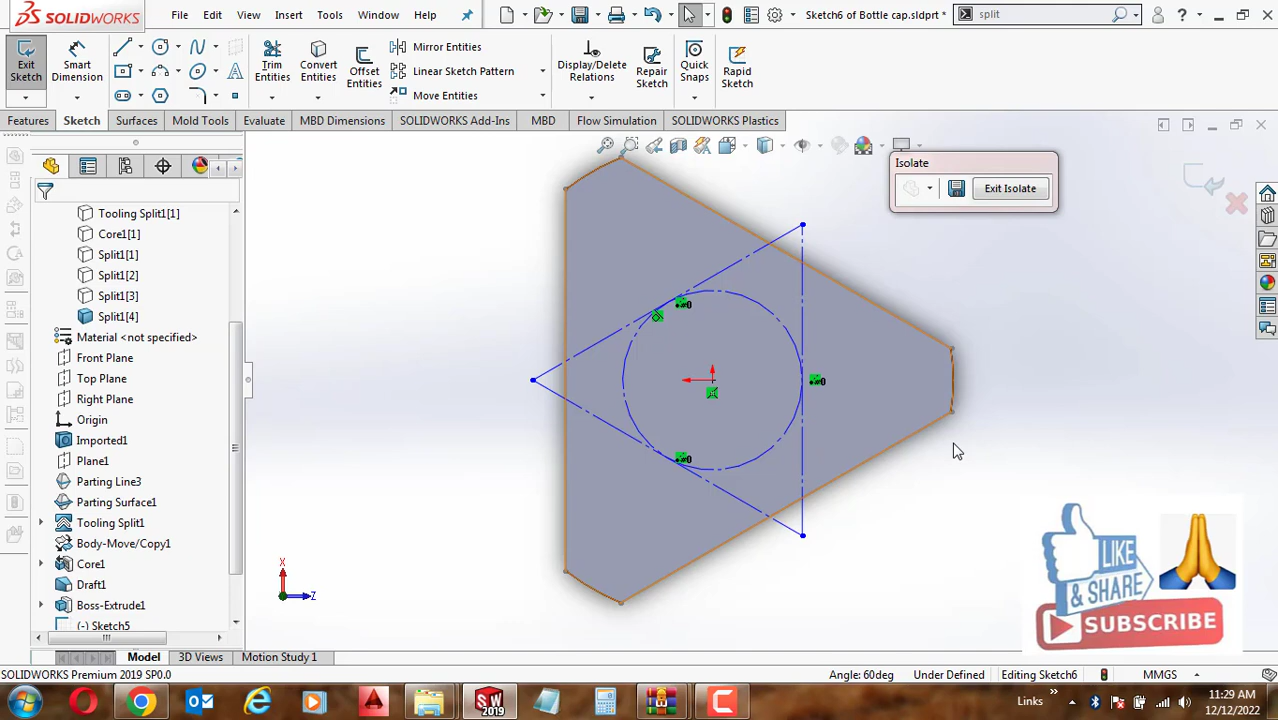 SOLIDWORKS
File
Edit
View
Insert
Tools
Window
Help
Sketch6 of Bottle cap.sldprt *
split
?
Exit
Sketch
Smart
Dimension
Trim
Entities
Convert
Entities
Offset
Entities
Mirror Entities
Linear Sketch Pattern
Move Entities
Display/Delete
Relations
Repair
Sketch
Quick
Snaps
Rapid
Sketch
Features
Sketch
Surfaces
Mold Tools
Evaluate
MBD Dimensions
SOLIDWORKS Add-Ins
MBD
Flow Simulation
SOLIDWORKS Plastics
Isolate
Exit Isolate
Tooling Split1[1]
Core1[1]
Split1[1]
Split1[2]
Split1[3]
Split1[4]
Material <not specified>
Front Plane
Top Plane
Right Plane
Origin
Imported1
Plane1
Parting Line3
Parting Surface1
Tooling Split1
Body-Move/Copy1
Core1
Draft1
Boss-Extrude1
(-) Sketch5
0
0
0
X
Z
LIKE
& SHARE
SUBSCRIBE
Model
3D Views
Motion Study 1
SOLIDWORKS Premium 2019 SP0.0
Angle: 60deg
Under Defined
Editing Sketch6
MMGS
SW
2019
Links
11:29 AM
12/12/2022